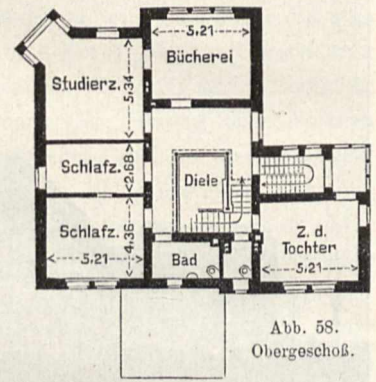 5,21
Bücherei
Studierz.
5,34
Schlafz.
2,68
Diele
Schlafz.
4,36
5,21
Bad
Z. d.
Tochter
5,21
Abb. 58.
Obergeschoß.